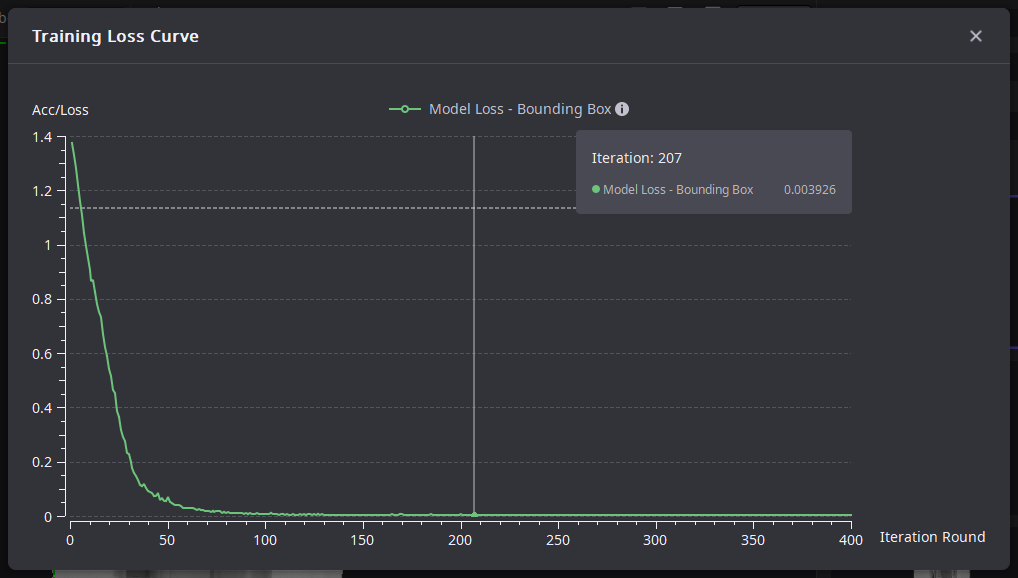 Training Loss Curve
Acc/Loss
Model Loss - Bounding Box
1.4
1.2
1
0.8
0.6
0.4
0.2
0
Iteration: 207
Model Loss - Bounding Box 0.003926
0 50 100 150 200 250 300 350 400
Iteration Round